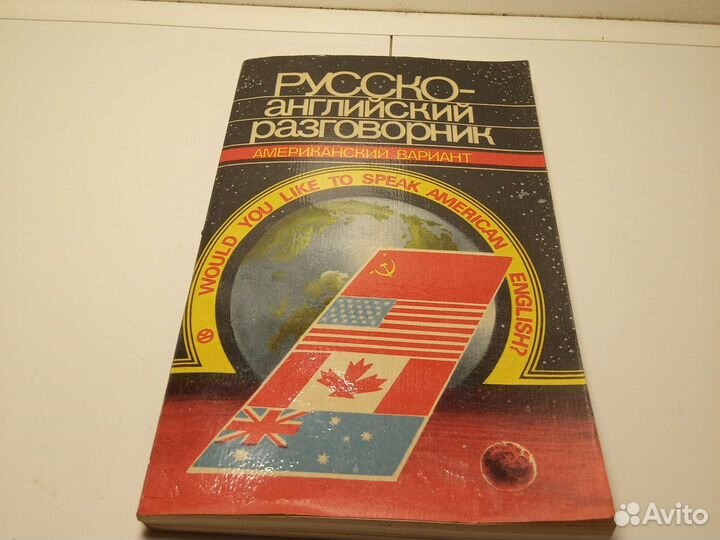 РУССКО-
английский
разговорник
АМЕРИКАНСКИЙ ВАРИАНТ
WOULD YOU LIKE TO SPEAK AMERICAN ENGLISH?
Avito